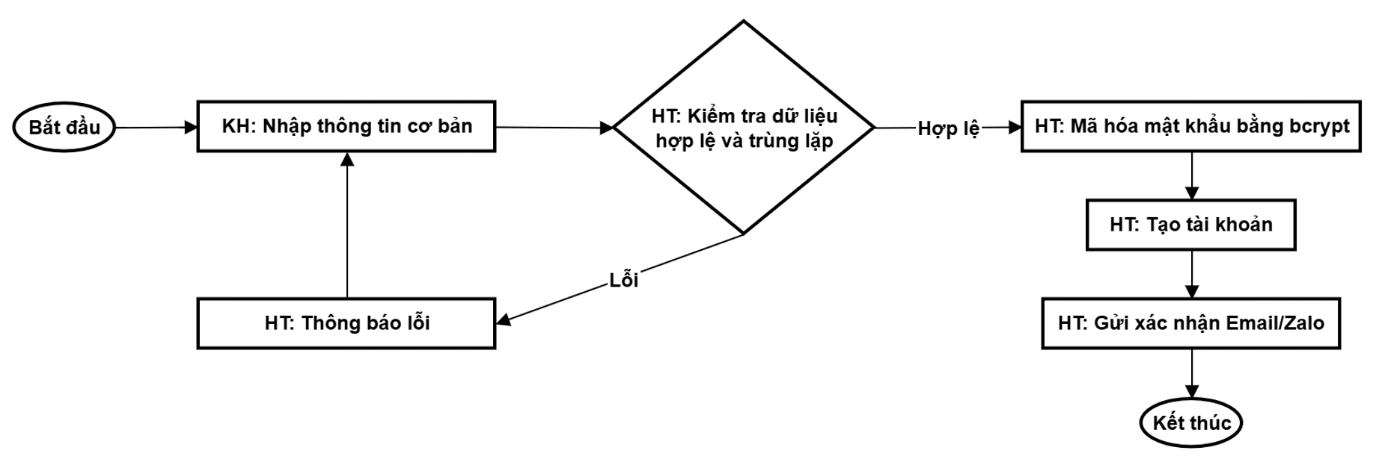 Bắt đầu
KH: Nhập thông tin cơ bản
HT: Kiểm tra dữ liệu
hợp lệ và trùng lặp
Hợp lệ
HT: Mã hóa mật khẩu bằng bcrypt
HT: Tạo tài khoản
Lỗi
HT: Thông báo lỗi
HT: Gửi xác nhận Email/Zalo
Kết thúc